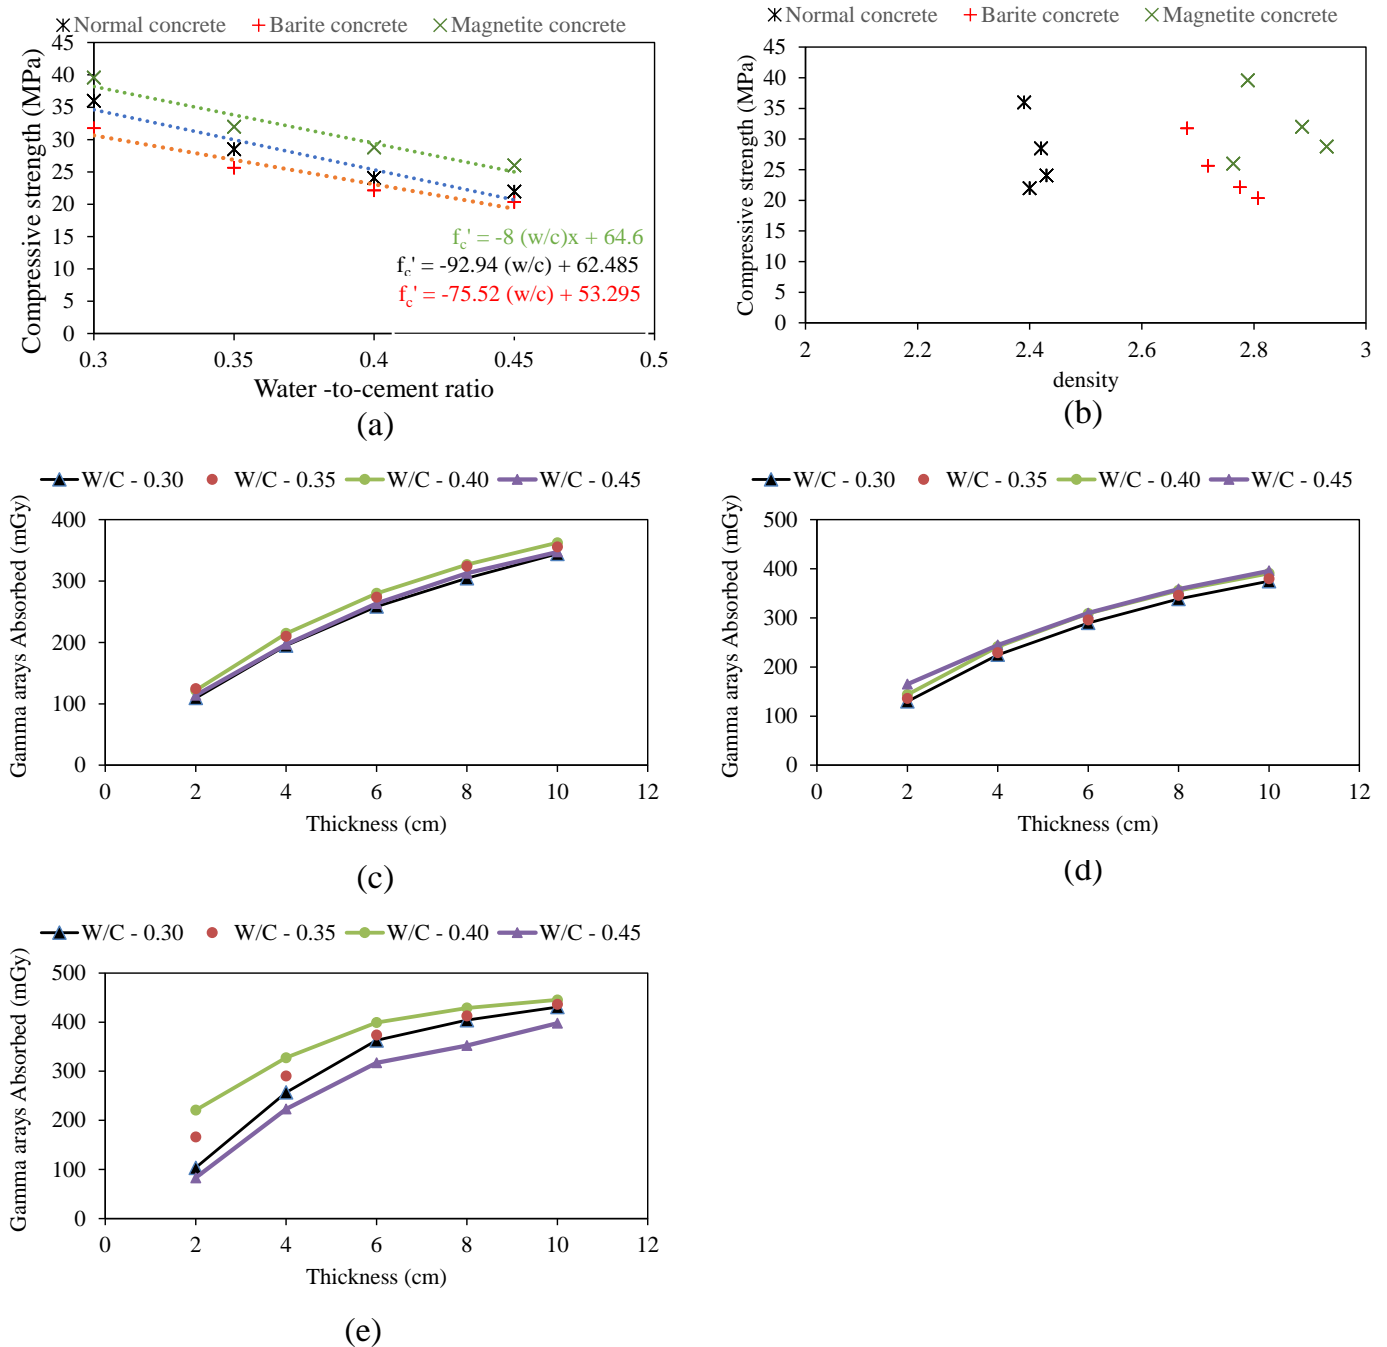 Normal concrete Barite concrete Magnetite concrete
Compressive strength (MPa)
45
40
35
30
25
20
15
10
5
0
fc' = -8 (w/c)x + 64.6
fc' = -92.94 (w/c) + 62.485
fc' = -75.52 (w/c) + 53.295
0.3 0.35 0.4 0.45 0.5
Water -to-cement ratio
(a)
Normal concrete Barite concrete Magnetite concrete
Compressive strength (MPa)
45
40
35
30
25
20
15
10
5
0
2 2.2 2.4 2.6 2.8 3
density
(b)
W/C - 0.30 W/C - 0.35 W/C - 0.40 W/C - 0.45
Gamma arays Absorbed (mGy)
400
300
200
100
0
0 2 4 6 8 10 12
Thickness (cm)
(c)
W/C - 0.30 W/C - 0.35 W/C - 0.40 W/C - 0.45
Gamma arays Absorbed (mGy)
500
400
300
200
100
0
0 2 4 6 8 10 12
Thickness (cm)
(d)
W/C - 0.30 W/C - 0.35 W/C - 0.40 W/C - 0.45
Gamma arays Absorbed (mGy)
500
400
300
200
100
0
0 2 4 6 8 10 12
Thickness (cm)
(e)